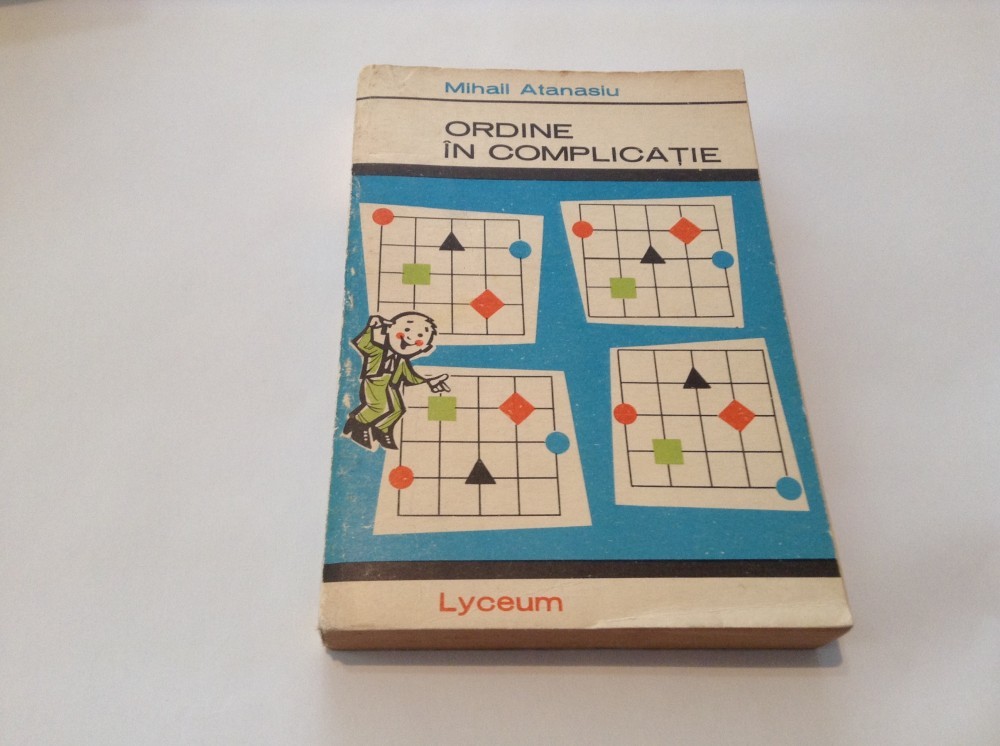 Mihail Atanasiu
ORDINE
ÎN COMPLICAȚIE
Lyceum